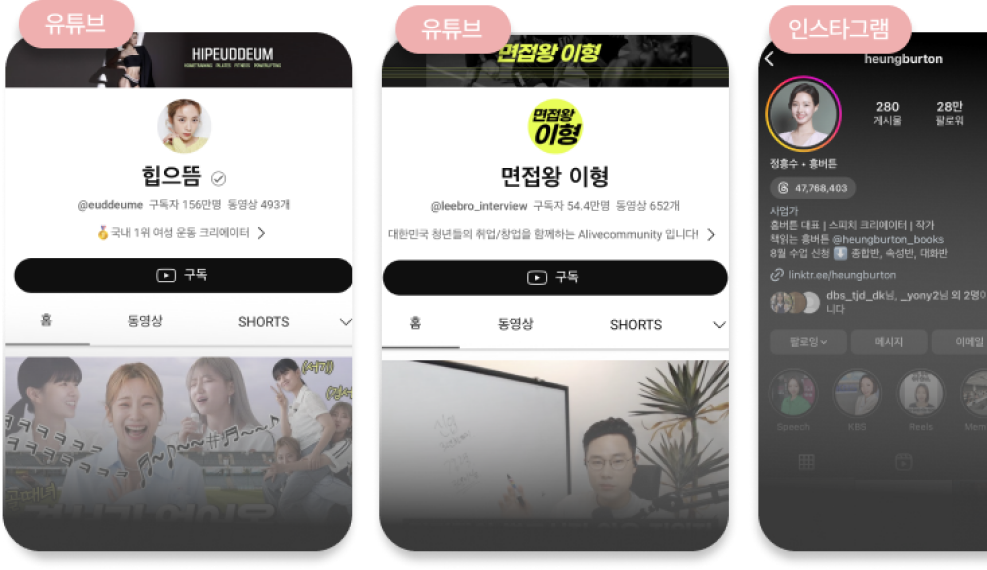 유튜브
HIPEUDDEUM
HOMETRAINING PILATES FITNESS POWERLIFTING
힙으뜸
@euddeume 구독자 156만명 동영상 493개
🥇국내 1위 여성 운동 크리에이터 >
구독
홈 동영상 SHORTS
(서기)
ㅋㅋㅋㅋㅋ
ㅋㅋㅋㅋㅋ
유튜브
면접왕 이형
면접왕
이형
면접왕 이형
@leebro_interview 구독자 54.4만명 동영상 652개
대한민국 청년들의 취업/창업을 함께하는 Alivecommunity 입니다! >
구독
홈 동영상 SHORTS
인스타그램
heungburton
280 28만
게시물 팔로워
정흥수 • 흥버튼
47,768,403
사업가
흥버튼 대표 | 스피치 크리에이터 | 작가
책읽는 흥버튼 @heungburton_books
8월 수업 신청 ⬇️ 종합반, 속성반, 대화반
linktr.ee/heungburton
dbs_tjd_dk님, _yony2님 외 2명이
니다
팔로잉 메시지 이메일
Speech KBS Reels Mem